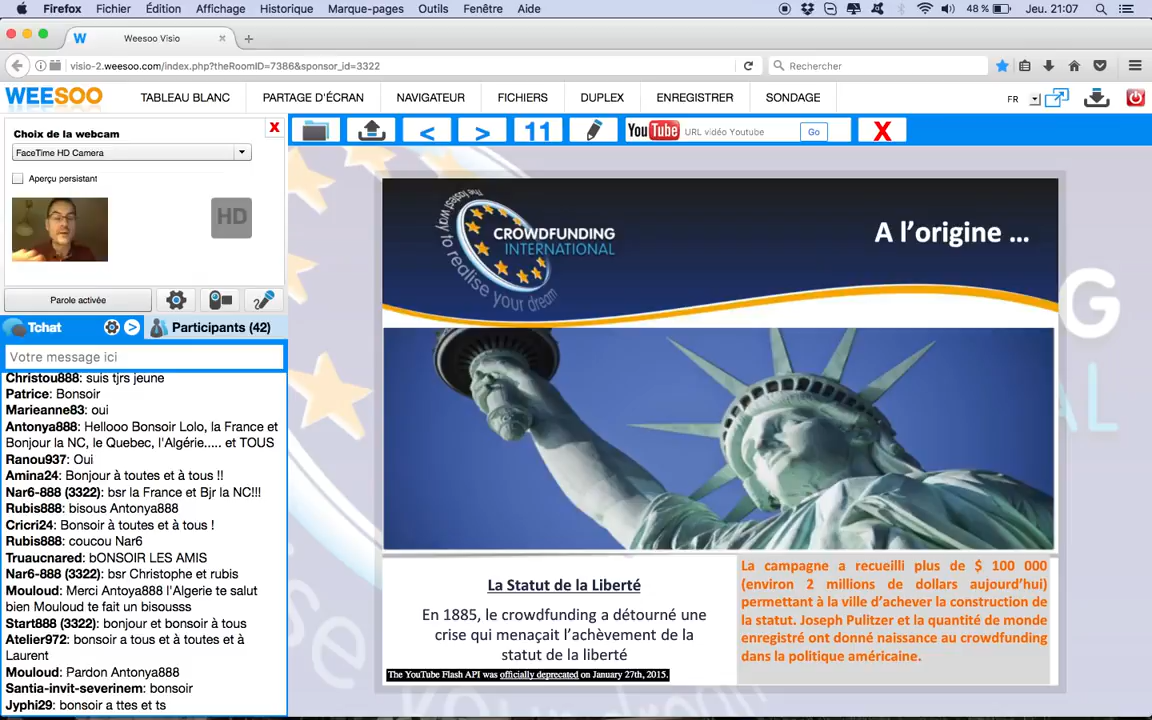 Firefox Fichier Édition Affichage Historique Marque-pages Outils Fenêtre Aide 48 % Jeu. 21:07
W Weesoo Visio
visio-2.weesoo.com/index.php?theRoomID=7386&sponsor_id=3322 Rechercher
WEESOO TABLEAU BLANC PARTAGE D'ÉCRAN NAVIGATEUR FICHIERS DUPLEX ENREGISTRER SONDAGE FR
Choix de la webcam X
FaceTime HD Camera
Aperçu persistant
HD
Parole activée
Tchat Participants (42)
Votre message ici
Christou888: suis tjrs jeune
Patrice: Bonsoir
Marieanne83: oui
Antonya888: Hellooo Bonsoir Lolo, la France et
Bonjour la NC, le Quebec, l'Algérie..... et TOUS
Ranou937: Oui
Amina24: Bonjour à toutes et à tous !!
Nar6-888 (3322): bsr la France et Bjr la NC!!!
Rubis888: bisous Antonya888
Cricri24: Bonsoir à toutes et à tous !
Rubis888: coucou Nar6
Truaucnared: bONSOIR LES AMIS
Nar6-888 (3322): bsr Christophe et rubis
Mouloud: Merci Antoya888 l'Algerie te salut
bien Mouloud te fait un bisousss
Start888 (3322): bonjour et bonsoir à tous
Atelier972: bonsoir a tous et à toutes et à
Laurent
Mouloud: Pardon Antonya888
Santia-invit-severinem: bonsoir
Jyphi29: bonsoir a ttes et ts
< > 11 YouTube URL vidéo Youtube Go X
The fastest way to realise your dream
CROWDFUNDING
INTERNATIONAL
A l'origine ...
La Statut de la Liberté
En 1885, le crowdfunding a détourné une
crise qui menaçait l'achèvement de la
statut de la liberté
The YouTube Flash API was officially deprecated on January 27th, 2015.
La campagne a recueilli plus de $ 100 000
(environ 2 millions de dollars aujourd'hui)
permettant à la ville d'achever la construction de
la statut. Joseph Pulitzer et la quantité de monde
enregistré ont donné naissance au crowdfunding
dans la politique américaine.